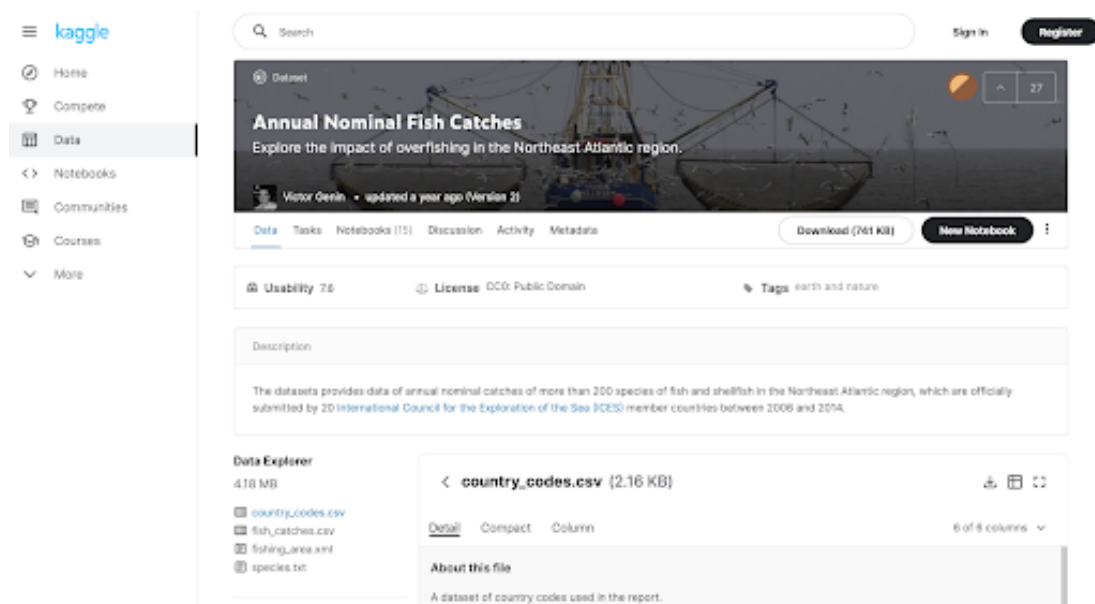 kaggle
Search
Sign In
Register
Home
Compete
Data
Notebooks
Communities
Courses
More
Dataset
27
Annual Nominal Fish Catches
Explore the impact of overfishing in the Northeast Atlantic region.
Victor Genin • updated a year ago (Version 2)
Data Tasks Notebooks (15) Discussion Activity Metadata
Download (741 KB)
New Notebook
Usability 7.6
License CC0: Public Domain
Tags earth and nature
Description
The datasets provides data of annual nominal catches of more than 200 species of fish and shellfish in the Northeast Atlantic region, which are officially
submitted by 20 International Council for the Exploration of the Sea (ICES) member countries between 2006 and 2014.
Data Explorer
4.18 MB
country_codes.csv
fish_catches.csv
fishing_area.xml
species.txt
< country_codes.csv (2.16 KB)
Detail Compact Column
6 of 6 columns
About this file
A dataset of country codes used in the report.